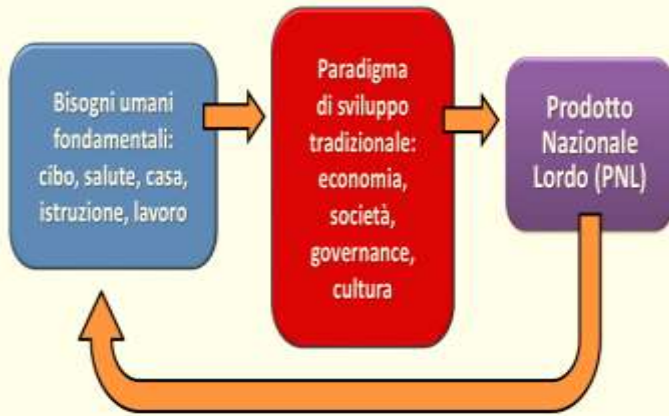 Bisogni umani
fondamentali:
cibo, salute, casa,
istruzione, lavoro
Paradigma
di sviluppo
tradizionale:
economia,
società,
governance,
cultura
Prodotto
Nazionale
Lordo (PNL)